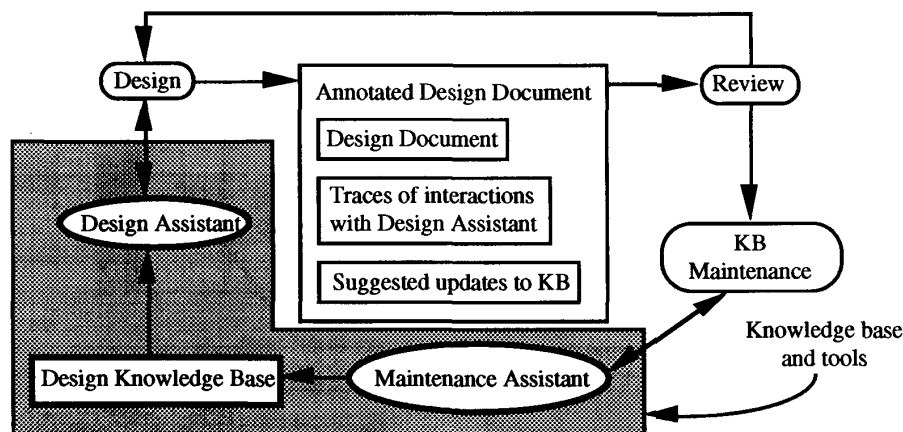 Design
Annotated Design Document
Review
Design Document
Traces of interactions
with Design Assistant
Design Assistant
KB
Maintenance
Suggested updates to KB
Knowledge base
and tools
Design Knowledge Base
Maintenance Assistant